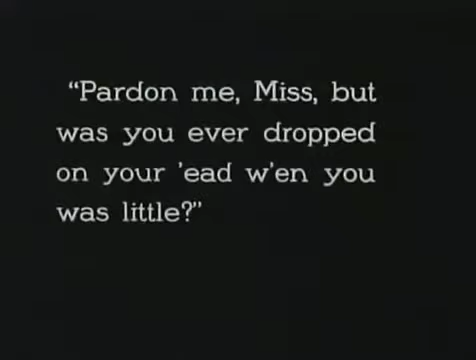 “Pardon me, Miss, but
was you ever dropped
on your 'ead w'en you
was little?”